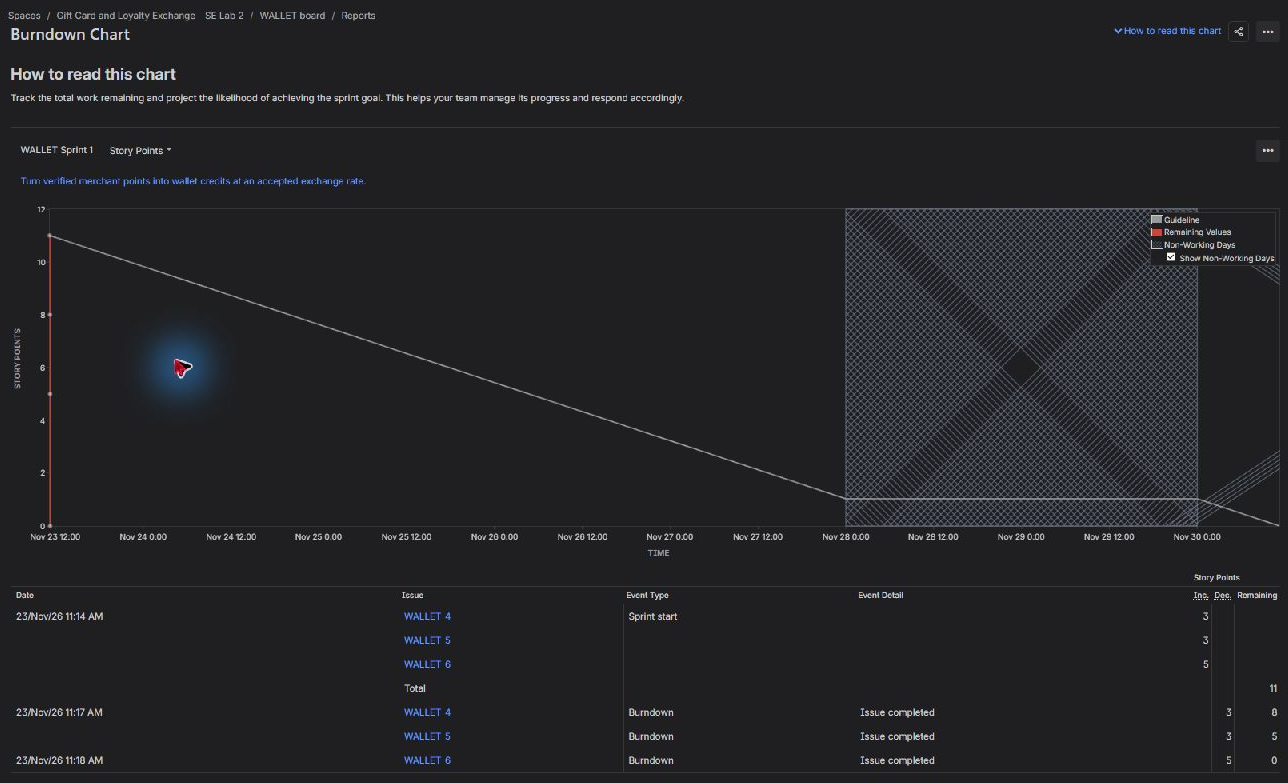 Spaces / Gift Card and Loyalty Exchange SE Lab 2 / WALLET board / Reports
Burndown Chart
How to read this chart
How to read this chart
Track the total work remaining and project the likelihood of achieving the sprint goal. This helps your team manage its progress and respond accordingly.
WALLET Sprint 1 Story Points
Turn verified merchant points into wallet credits at an accepted exchange rate.
12
10
8
6
4
2
0
STORY POINTS
Guideline
Remaining Values
Non-Working Days
Show Non-Working Days
Nov 23 12.00 Nov 24 0.00 Nov 24 12.00 Nov 25 0.00 Nov 25 12.00 Nov 26 0.00 Nov 26 12.00 Nov 27 0.00 Nov 27 12.00 Nov 28 0.00 Nov 28 12.00 Nov 29 0.00 Nov 29 12.00 Nov 30 0.00
TIME
Story Points
Date Issue Event Type Event Detail Inc. Dec. Remaining
23/Nov/26 11:14 AM WALLET 4 Sprint start 3
WALLET 5 3
WALLET 6 5
Total 11
23/Nov/26 11:17 AM WALLET 4 Burndown Issue completed 3 8
WALLET 5 Burndown Issue completed 3 5
23/Nov/26 11:18 AM WALLET 6 Burndown Issue completed 5 0